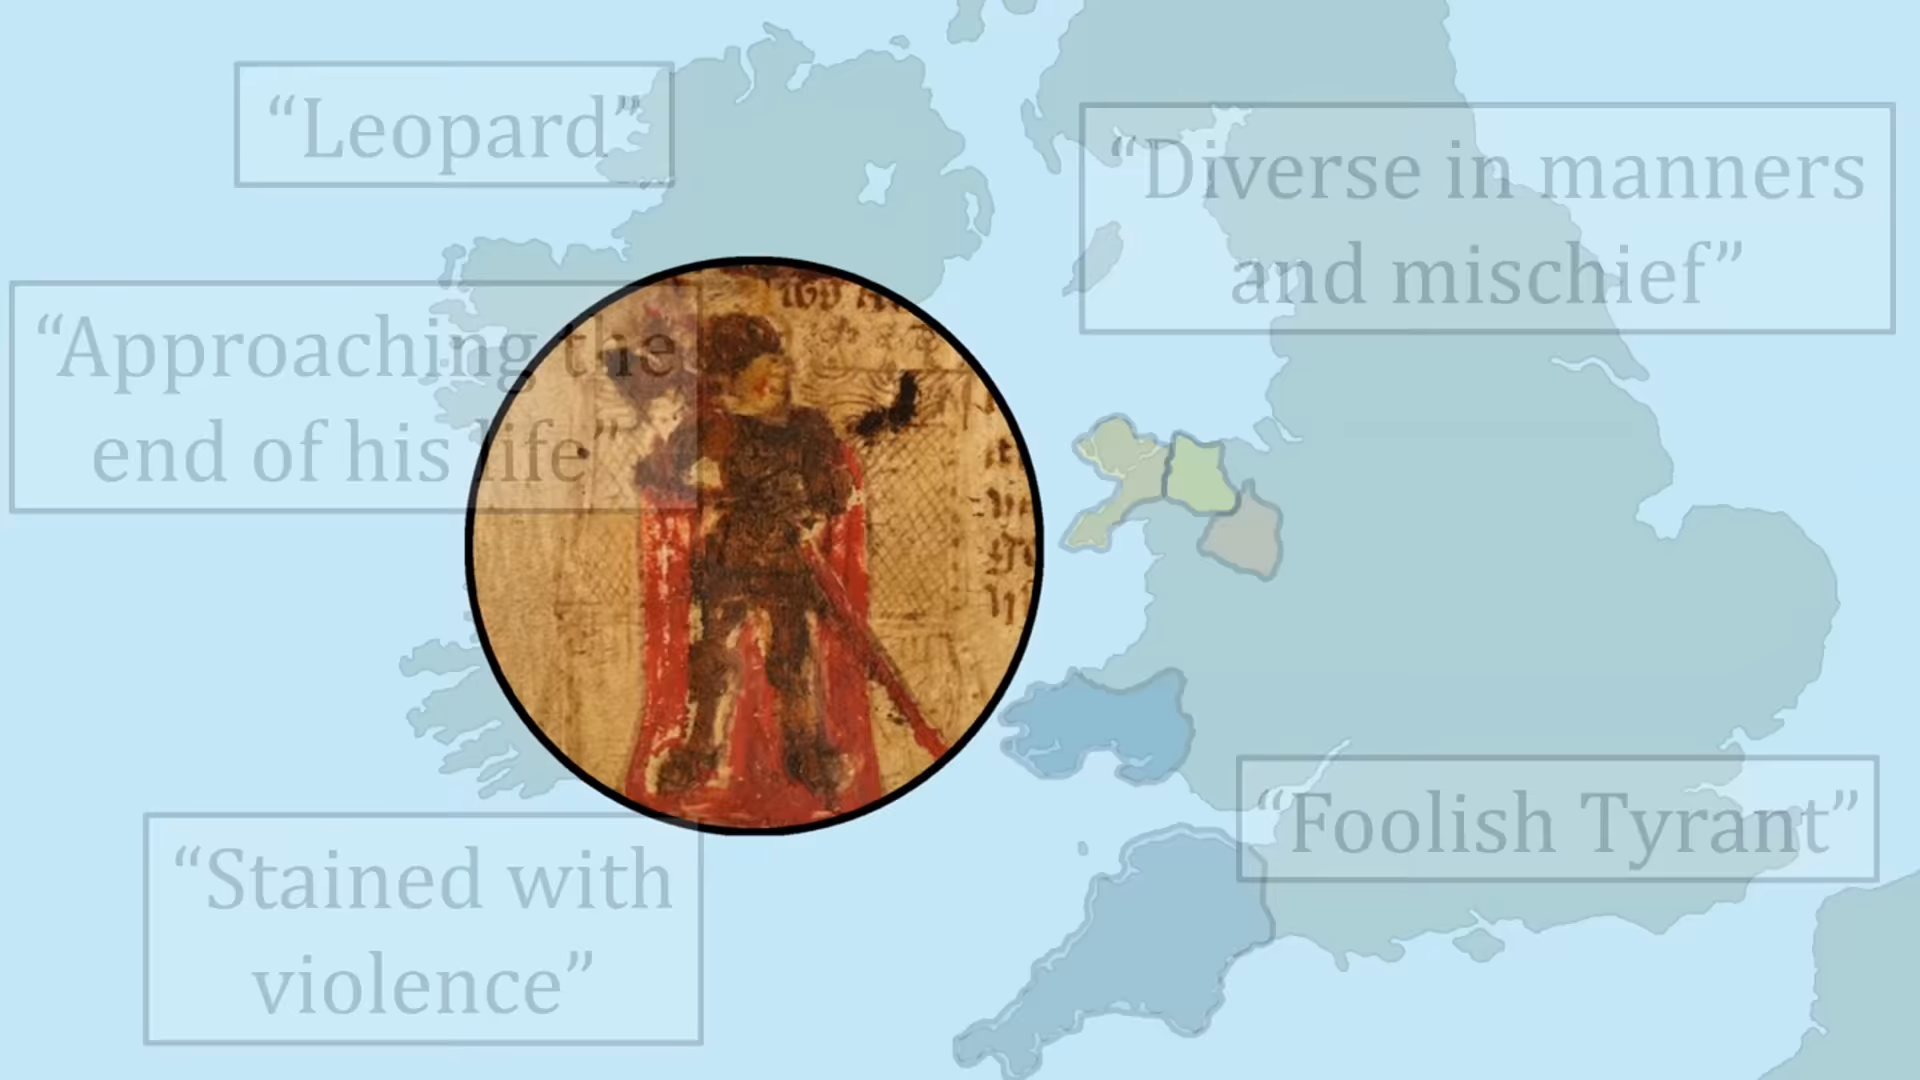 “Leopard”
“Diverse in manners
and mischief”
“Approaching the
end of his life”
“Foolish Tyrant”
“Stained with
violence”